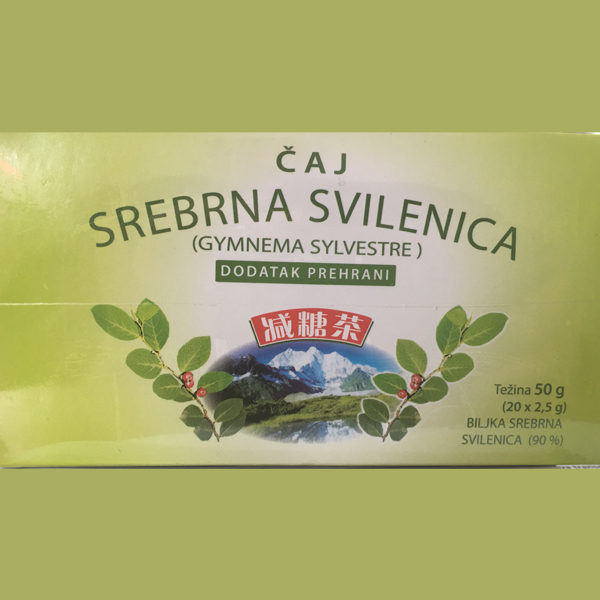 ČAJ
SREBRNA SVILENICA
(GYMNEMA SYLVESTRE )
DODATAK PREHRANI
減糖茶
Težina 50 g
(20 x 2,5 g)
BILJKA SREBRNA
SVILENICA (90 %)